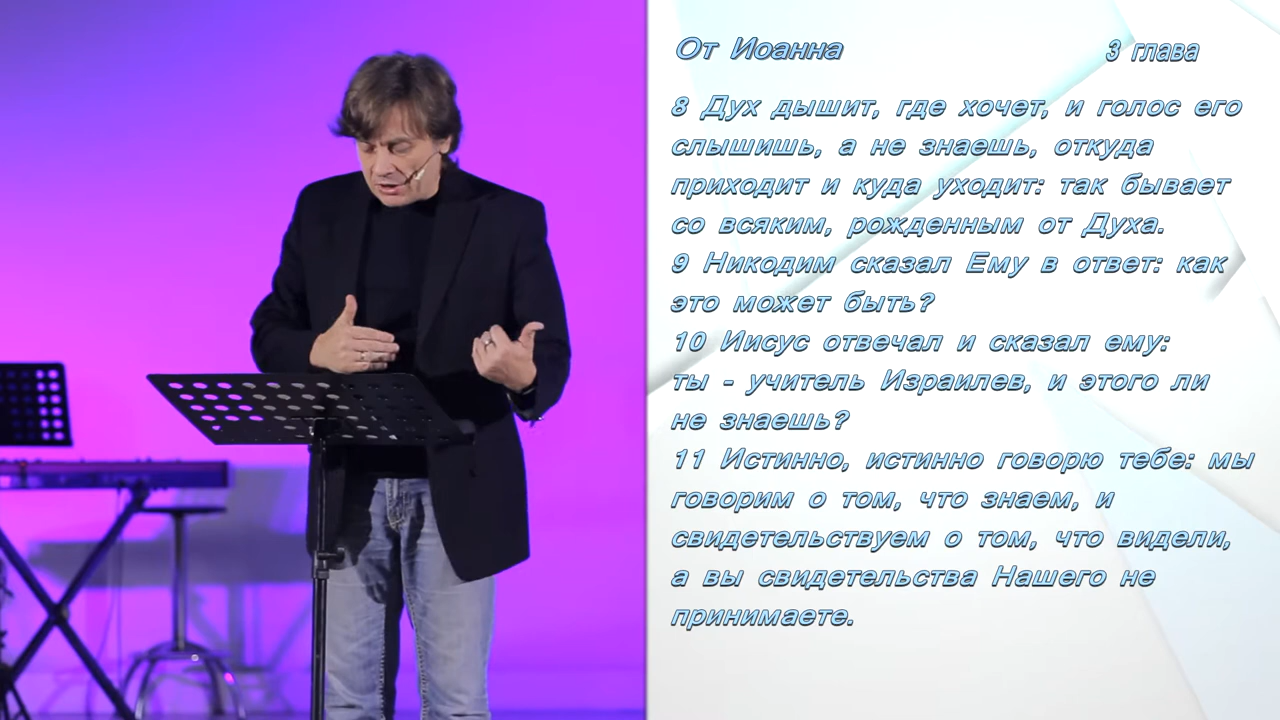 От Иоанна 3 глава
8 Дух дышит, где хочет, и голос его
слышишь, а не знаешь, откуда
приходит и куда уходит: так бывает
со всяким, рожденным от Духа.
9 Никодим сказал Ему в ответ: как
это может быть?
10 Иисус отвечал и сказал ему:
ты - учитель Израилев, и этого ли
не знаешь?
11 Истинно, истинно говорю тебе: мы
говорим о том, что знаем, и
свидетельствуем о том, что видели,
а вы свидетельства Нашего не
принимаете.